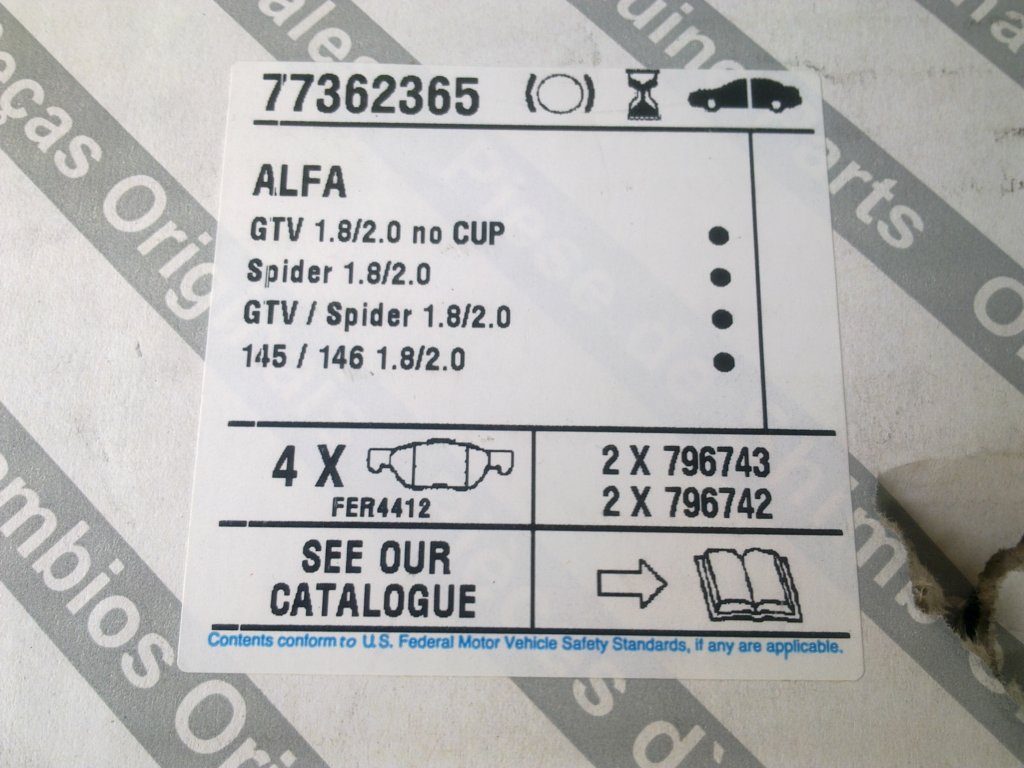 77362365
ALFA
GTV 1.8/2.0 no CUP
Spider 1.8/2.0
GTV / Spider 1.8/2.0
145 / 146 1.8/2.0
4 X
FER4412
2 X 796743
2 X 796742
SEE OUR
CATALOGUE
Contents conform to U.S. Federal Motor Vehicle Safety Standards, if any are applicable.